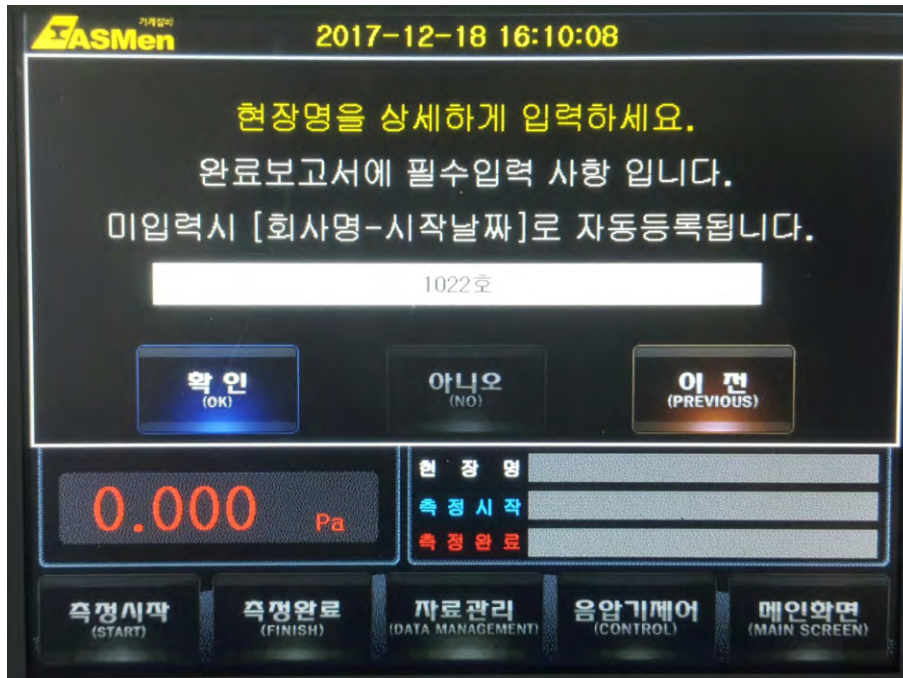 기계설비
EASMen
2017-12-18 16:10:08
현장명을 상세하게 입력하세요.
완료보고서에 필수입력 사항 입니다.
미입력시 [회사명-시작날짜]로 자동등록됩니다.
1022호
확 인
(OK)
아니오
(NO)
이 전
(PREVIOUS)
0.000 Pa
현 장 명
측 정 시 작
측 정 완 료
측정시작
(START)
측정완료
(FINISH)
자료관리
(DATA MANAGEMENT)
음압기제어
(CONTROL)
메인화면
(MAIN SCREEN)